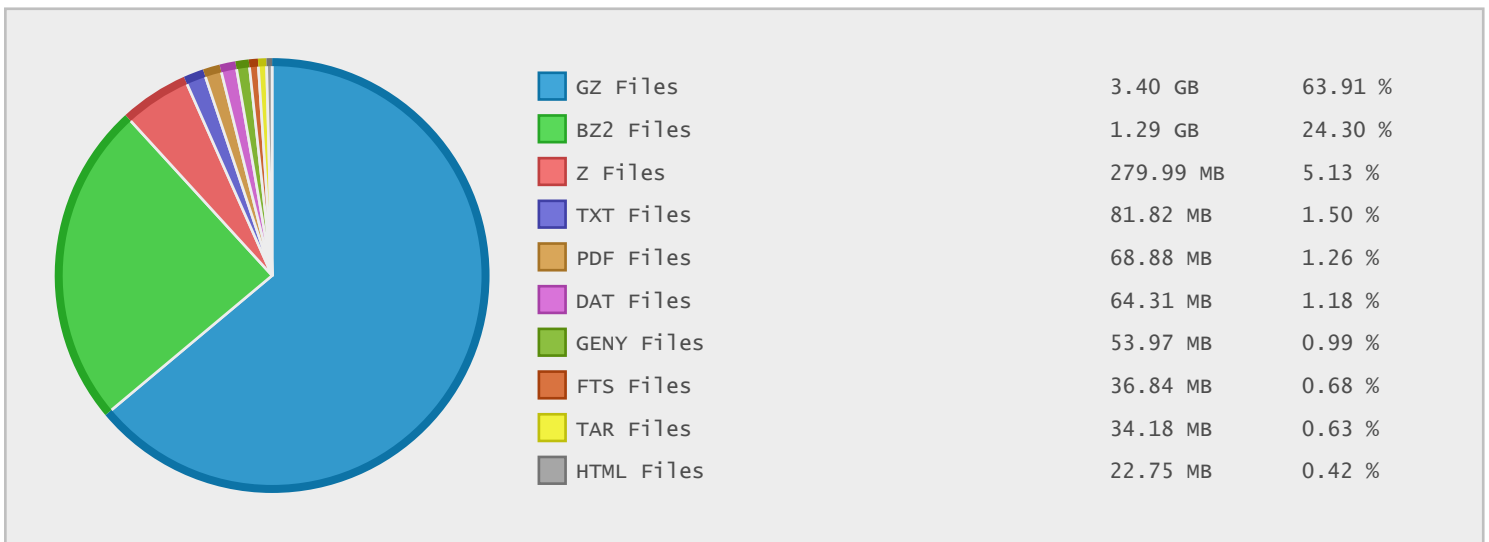 GZ Files 3.40 GB 63.91 %
BZ2 Files 1.29 GB 24.30 %
Z Files 279.99 MB 5.13 %
TXT Files 81.82 MB 1.50 %
PDF Files 68.88 MB 1.26 %
DAT Files 64.31 MB 1.18 %
GENY Files 53.97 MB 0.99 %
FTS Files 36.84 MB 0.68 %
TAR Files 34.18 MB 0.63 %
HTML Files 22.75 MB 0.42 %